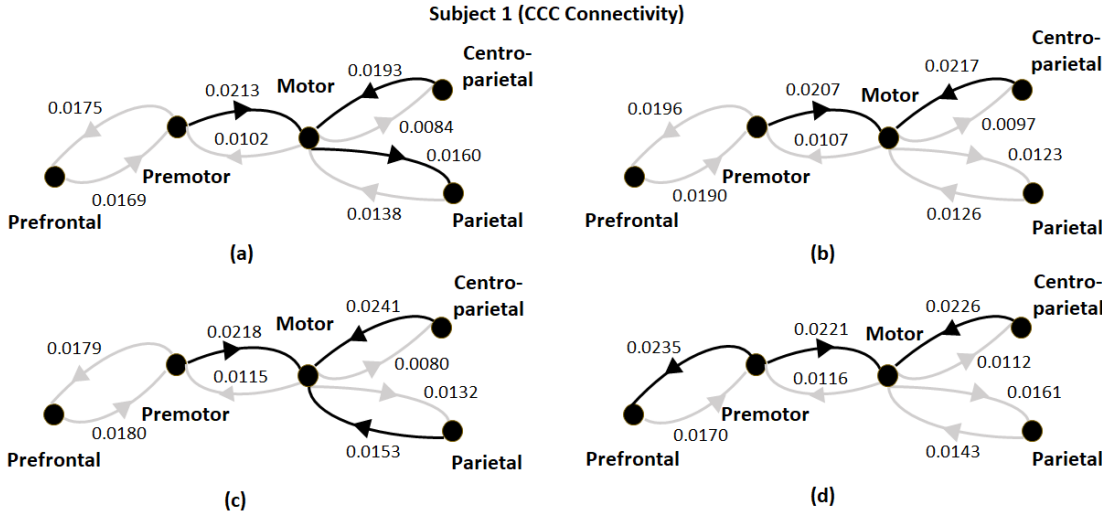 Subject 1 (CCC Connectivity)
Centro-
parietal
Motor
0.0193
0.0175
0.0213
0.0084
0.0102
0.0160
Premotor
0.0169
0.0138
Prefrontal
Parietal
(a)
Centro-
parietal
0.0217
Motor
0.0196
0.0207
0.0097
0.0107
0.0123
Premotor
0.0190
0.0126
Prefrontal
Parietal
(b)
Centro-
parietal
0.0241
Motor
0.0218
0.0179
0.0080
0.0115
0.0132
Premotor
0.0180
0.0153
Prefrontal
Parietal
(c)
Centro-
parietal
0.0226
Motor
0.0221
0.0235
0.0112
0.0116
0.0161
Premotor
0.0170
0.0143
Prefrontal
Parietal
(d)